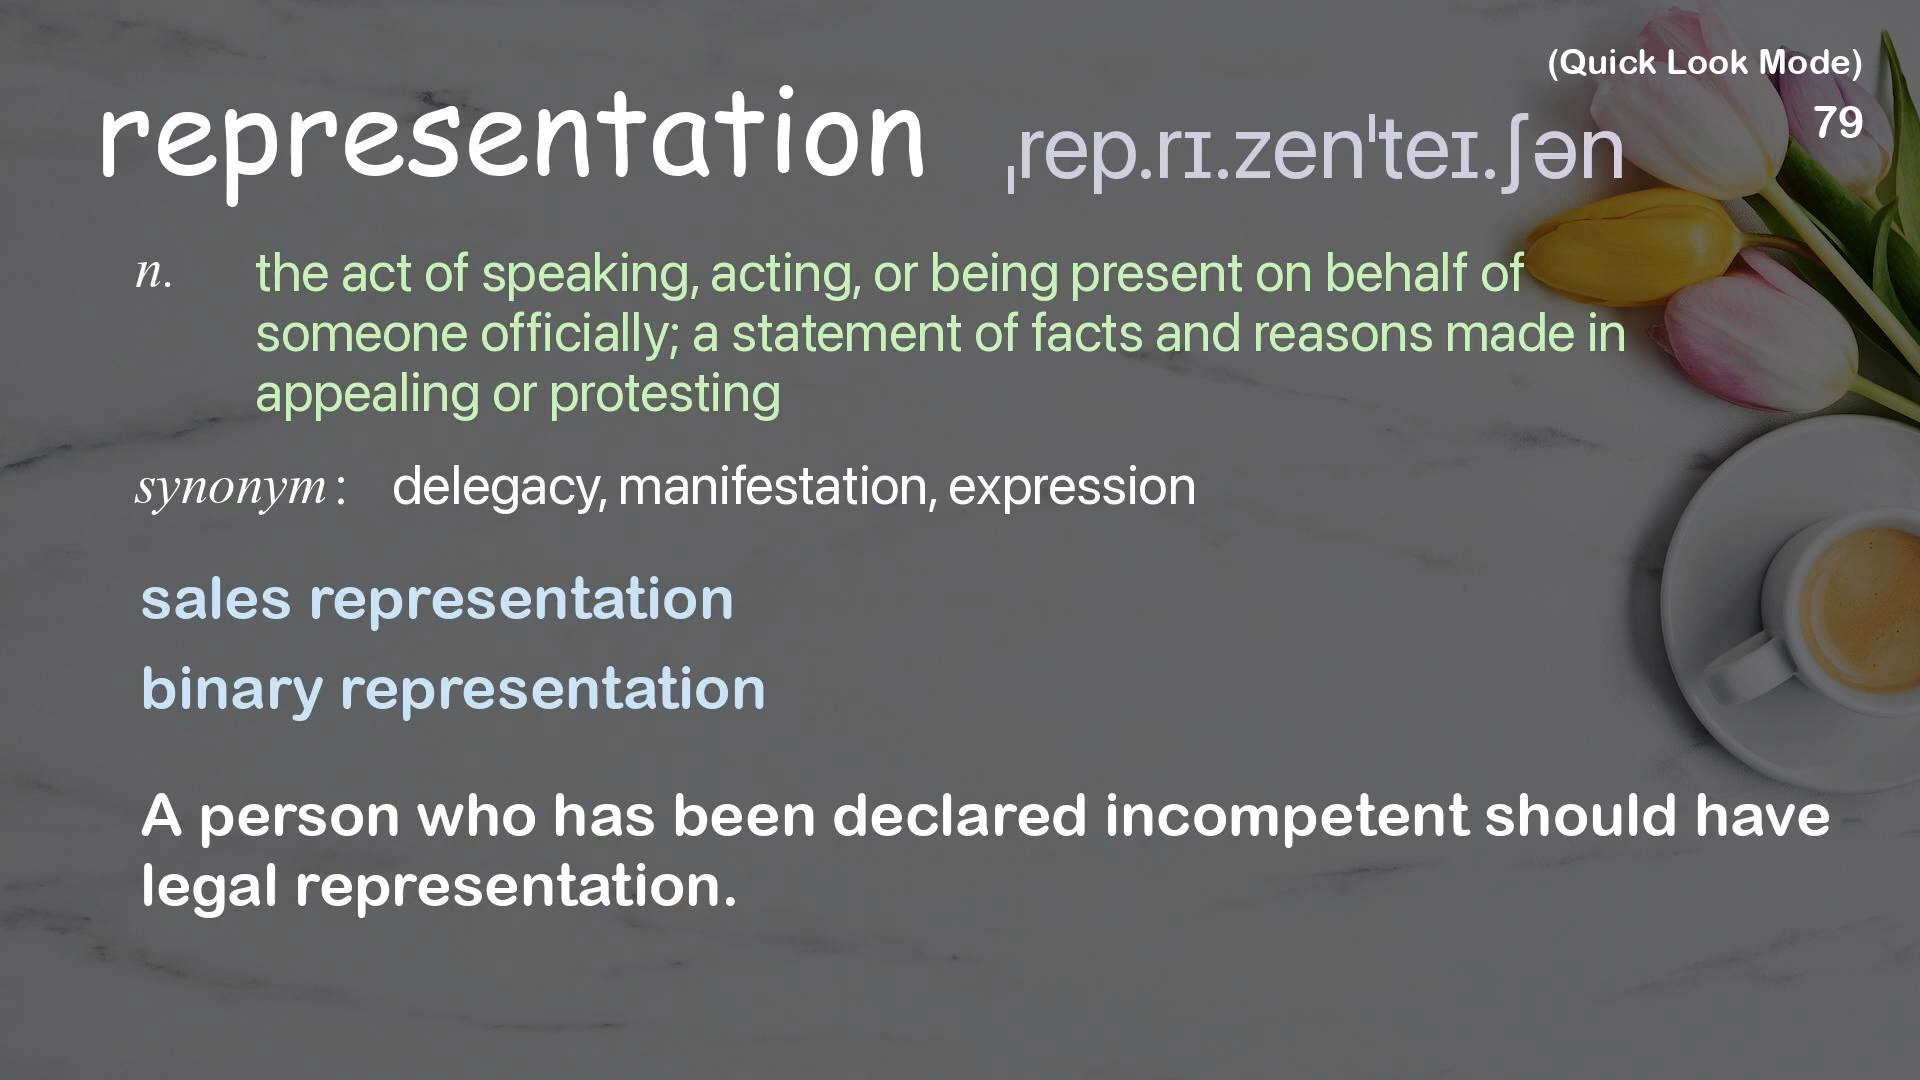 (Quick Look Mode)
79
representation ˌrep.rɪ.zenˈteɪ.ʃən
n. the act of speaking, acting, or being present on behalf of
someone officially; a statement of facts and reasons made in
appealing or protesting
synonym : delegacy, manifestation, expression
sales representation
binary representation
A person who has been declared incompetent should have
legal representation.